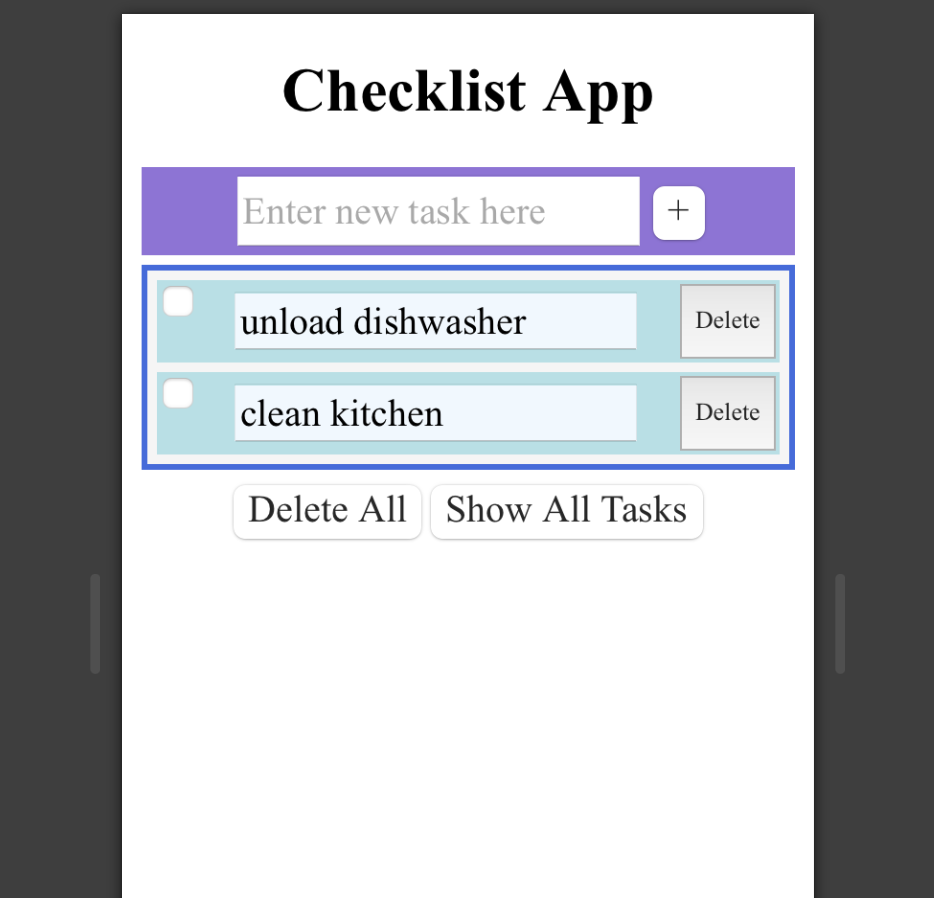 Checklist App
Enter new task here +
unload dishwasher Delete
clean kitchen Delete
Delete All Show All Tasks